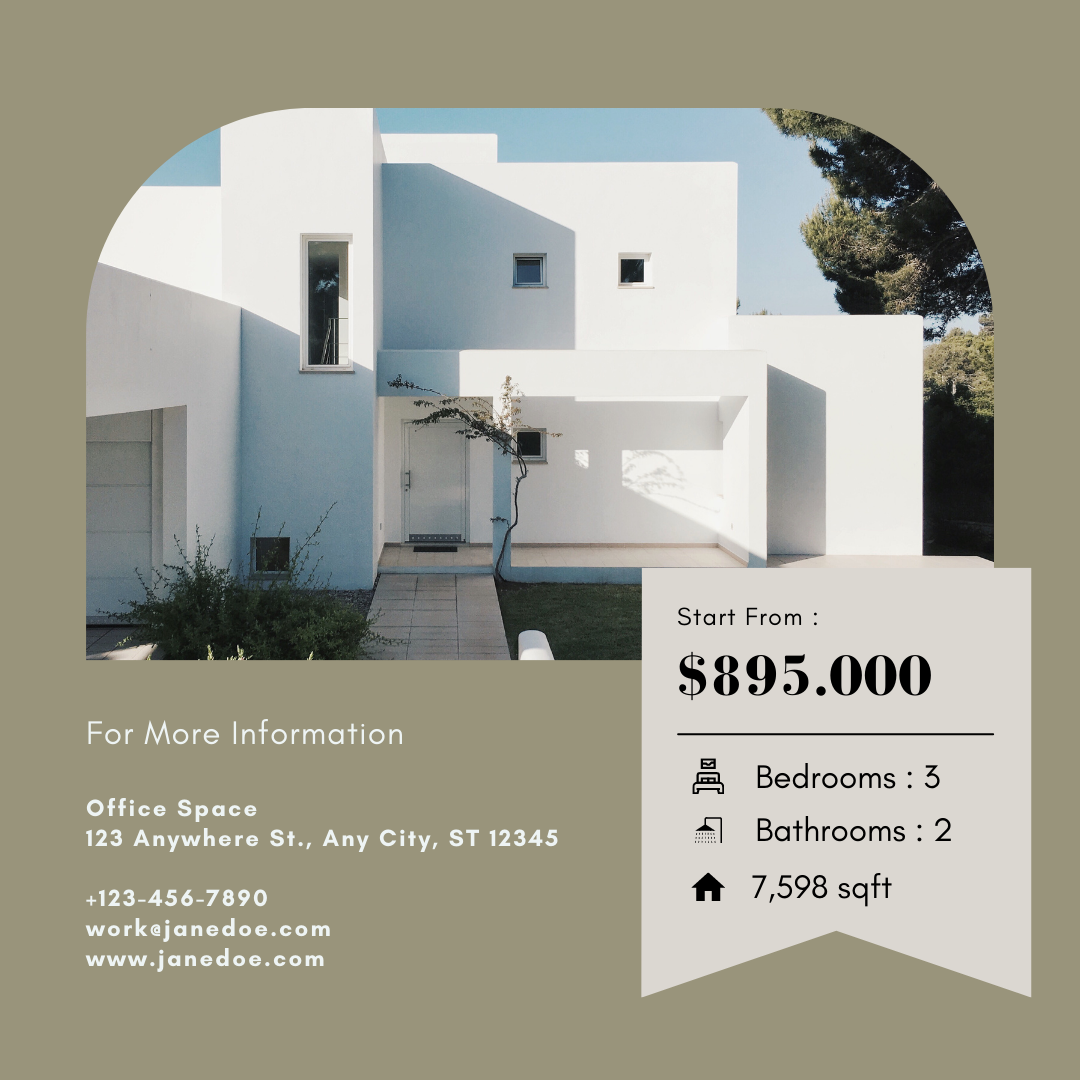 Start From :
$895.000
Bedrooms : 3
Bathrooms : 2
7,598 sqft
For More Information
Office Space
123 Anywhere St., Any City, ST 12345
+123-456-7890
work@janedoe.com
www.janedoe.com